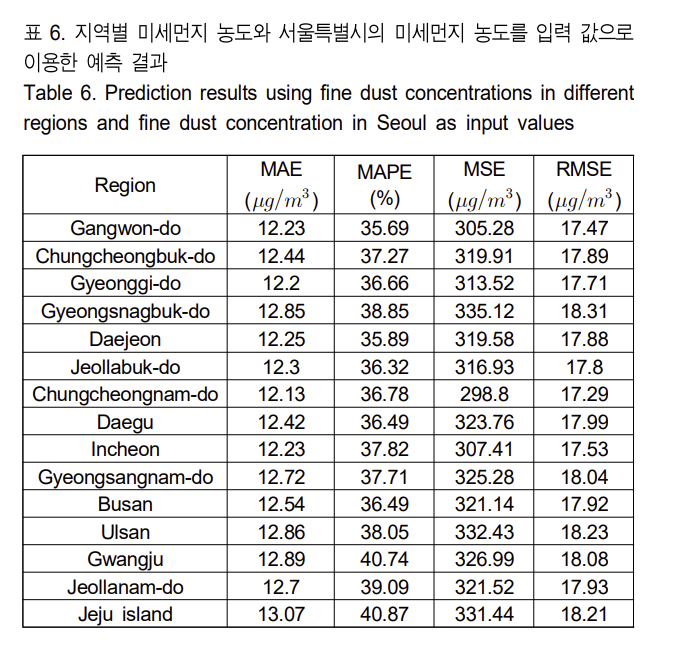 표 6. 지역별 미세먼지 농도와 서울특별시의 미세먼지 농도를 입력 값으로
이용한 예측 결과
Table 6. Prediction results using fine dust concentrations in different
regions and fine dust concentration in Seoul as input values
Region MAE (μg/m³) MAPE (%) MSE (μg/m³) RMSE (μg/m³)
Gangwon-do 12.23 35.69 305.28 17.47
Chungcheongbuk-do 12.44 37.27 319.91 17.89
Gyeonggi-do 12.2 36.66 313.52 17.71
Gyeongsnagbuk-do 12.85 38.85 335.12 18.31
Daejeon 12.25 35.89 319.58 17.88
Jeollabuk-do 12.3 36.32 316.93 17.8
Chungcheongnam-do 12.13 36.78 298.8 17.29
Daegu 12.42 36.49 323.76 17.99
Incheon 12.23 37.82 307.41 17.53
Gyeongsangnam-do 12.72 37.71 325.28 18.04
Busan 12.54 36.49 321.14 17.92
Ulsan 12.86 38.05 332.43 18.23
Gwangju 12.89 40.74 326.99 18.08
Jeollanam-do 12.7 39.09 321.52 17.93
Jeju island 13.07 40.87 331.44 18.21